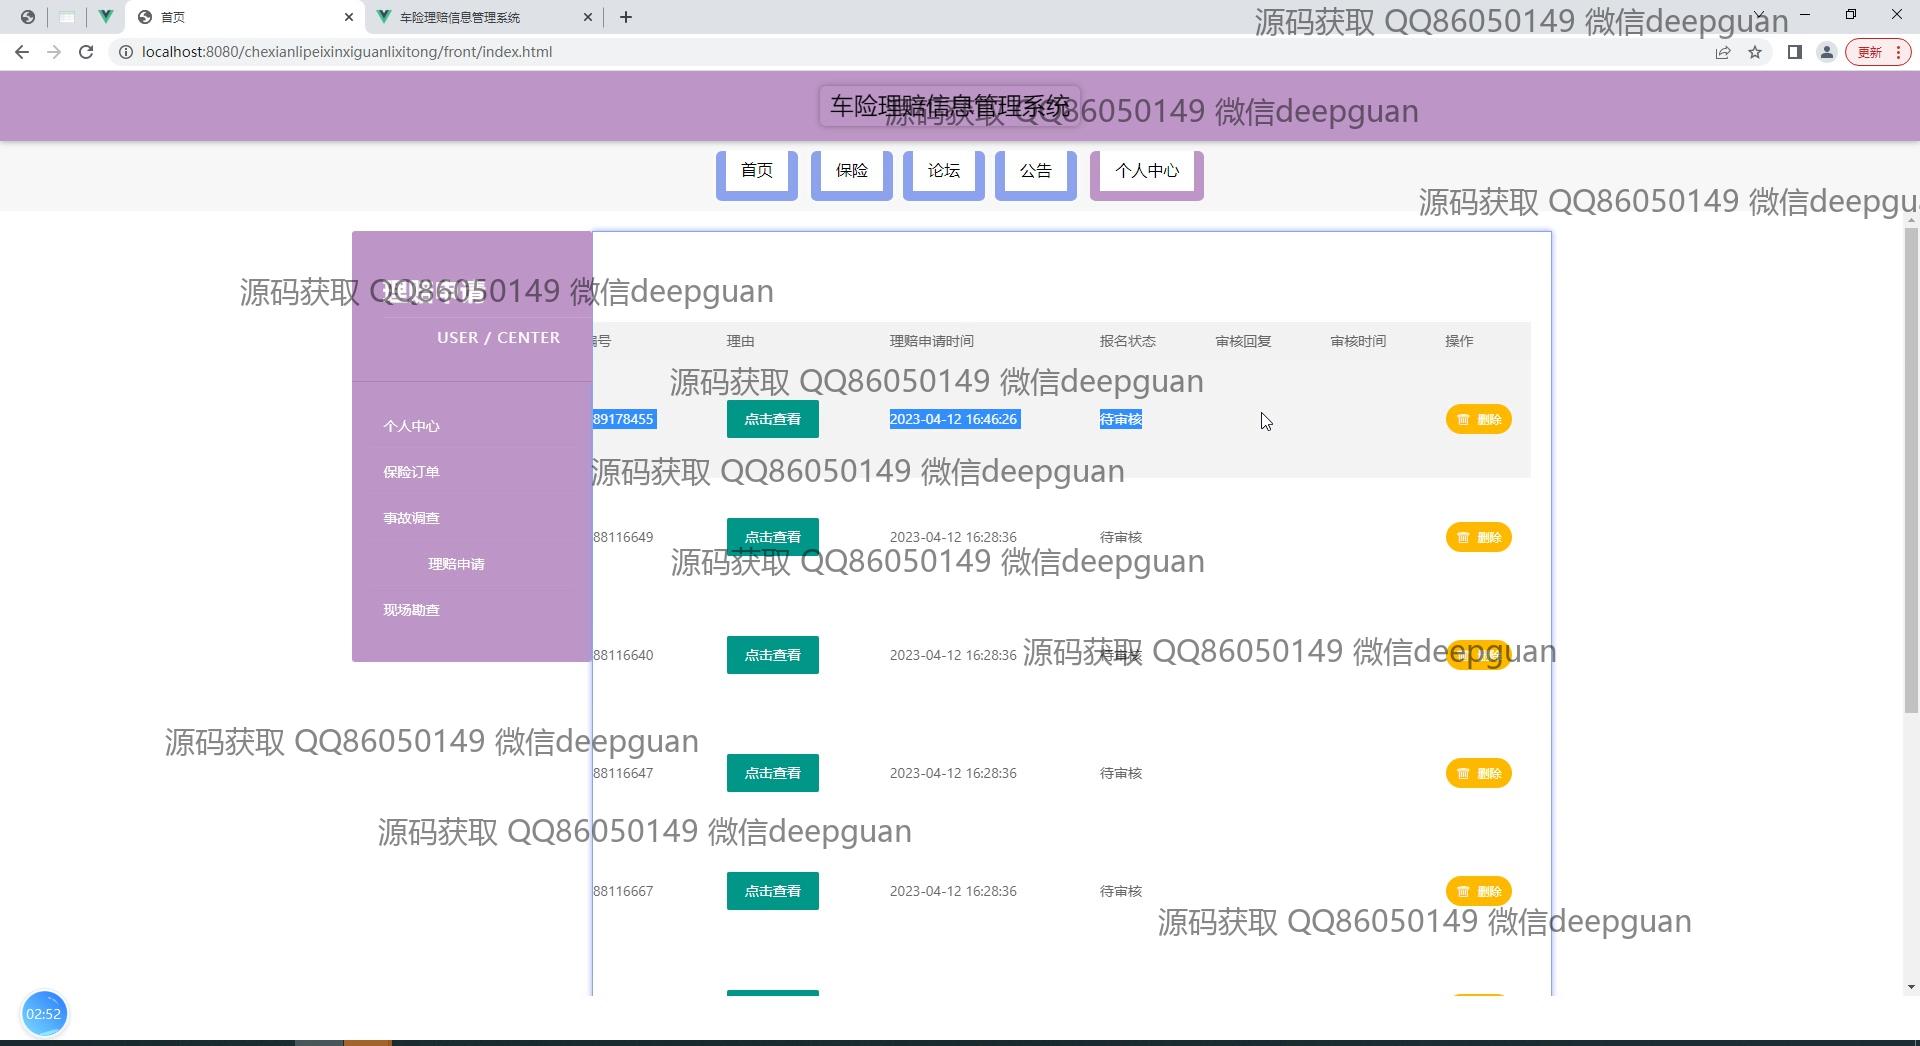 首页
车险理赔信息管理系统
源码获取 QQ86050149 微信deepguan
localhost:8080/chexianlipeixinxiguanlixitong/front/index.html
更新
车险理赔信息管理系统
源码获取 QQ86050149 微信deepguan
首页
保险
论坛
公告
个人中心
源码获取 QQ86050149 微信deepgu
理赔申请
源码获取 QQ86050149 微信deepguan
USER / CENTER
个人中心
保险订单
事故调查
理赔申请
现场勘查
号 理由 理赔申请时间 报名状态 审核回复 审核时间 操作
源码获取 QQ86050149 微信deepguan
89178455 点击查看 2023-04-12 16:46:26 待审核 删除
源码获取 QQ86050149 微信deepguan
88116649 点击查看 2023-04-12 16:28:36 待审核 删除
源码获取 QQ86050149 微信deepguan
88116640 点击查看 2023-04-12 16:28:36 待审核 删除
源码获取 QQ86050149 微信deepguan
源码获取 QQ86050149 微信deepguan
88116647 点击查看 2023-04-12 16:28:36 待审核 删除
源码获取 QQ86050149 微信deepguan
88116667 点击查看 2023-04-12 16:28:36 待审核 删除
源码获取 QQ86050149 微信deepguan
02:52